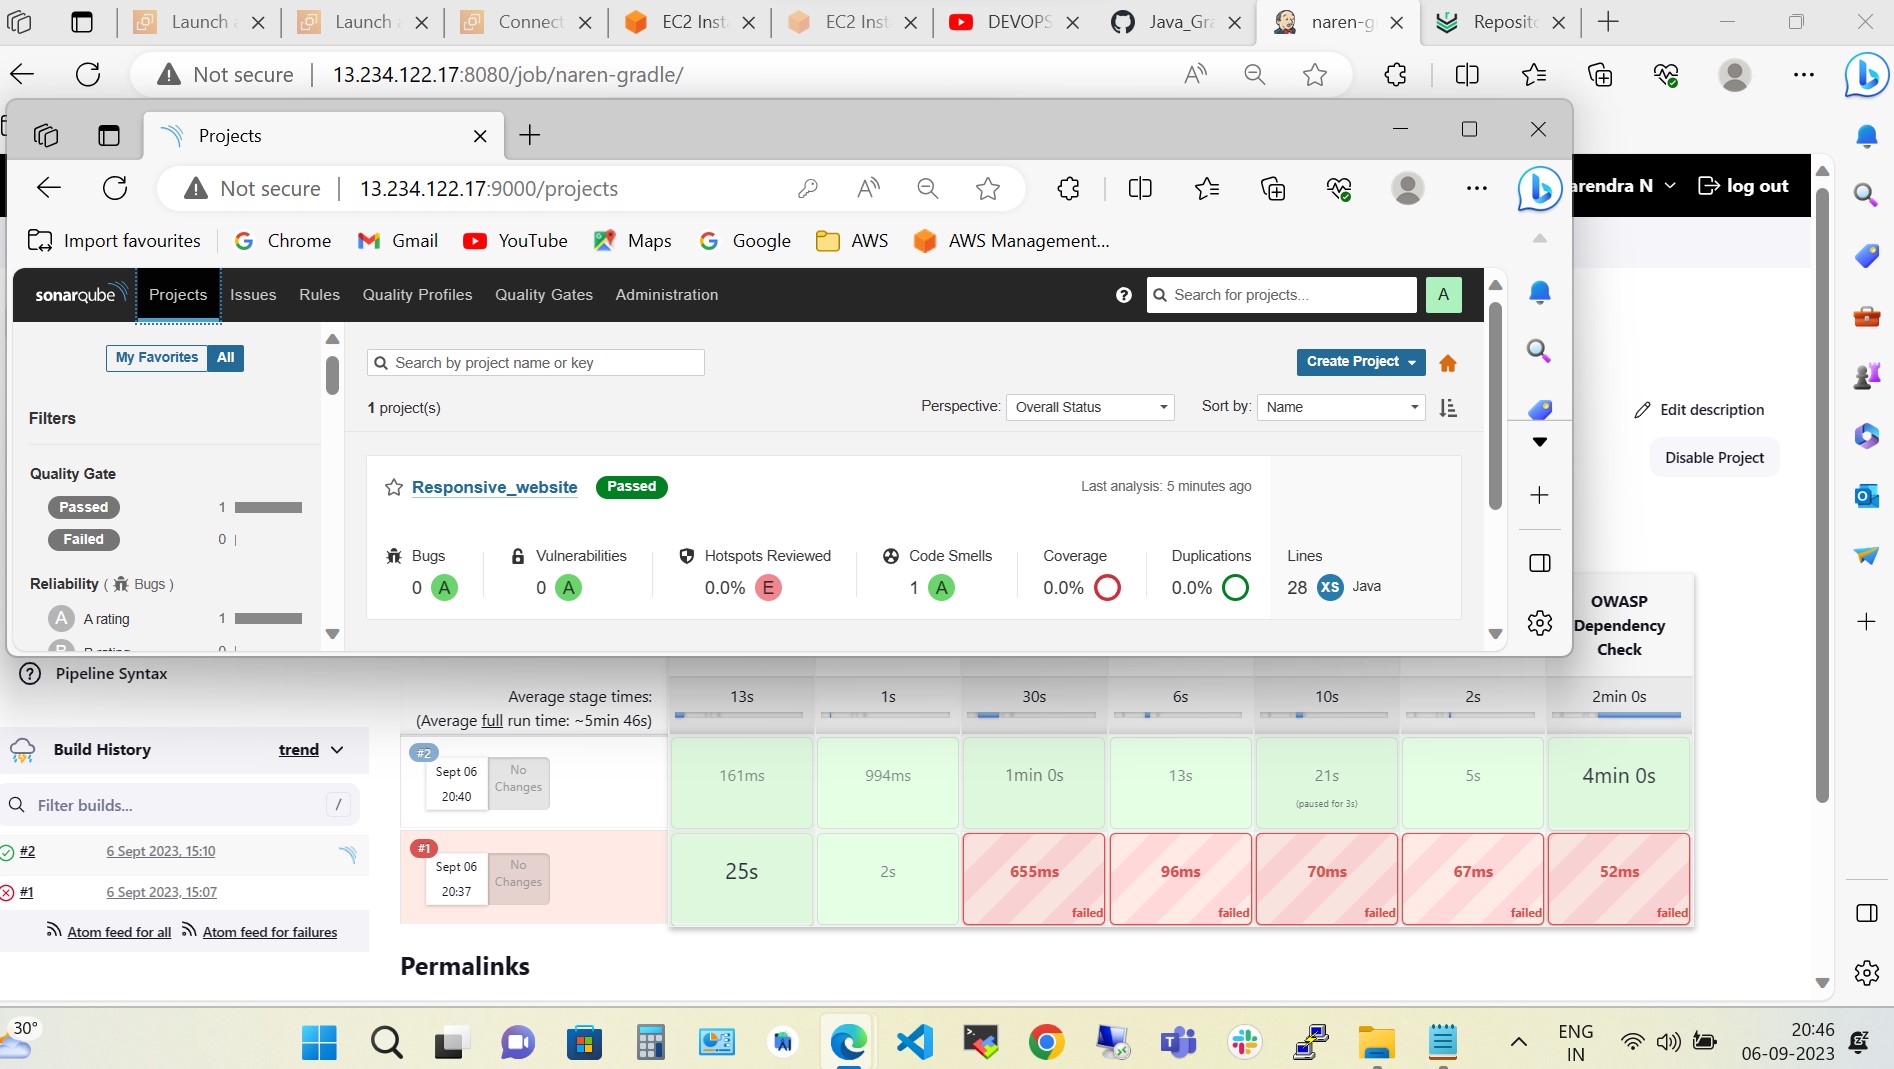 Launch a
Launch a
Connect
EC2 Inst
EC2 Inst
DEVOPS
Java_Gra
naren-g
Reposito
Not secure
13.234.122.17:8080/job/naren-gradle/
Projects
Not secure
13.234.122.17:9000/projects
arendra N
log out
Import favourites
Chrome
Gmail
YouTube
Maps
Google
AWS
AWS Management...
sonarqube
Projects
Issues
Rules
Quality Profiles
Quality Gates
Administration
Search for projects...
A
My Favorites
All
Search by project name or key
Create Project
1 project(s)
Perspective:
Overall Status
Sort by:
Name
Edit description
Disable Project
Filters
Quality Gate
Passed
1
Failed
0
Reliability ( Bugs )
A
A rating
1
Responsive_website
Passed
Last analysis: 5 minutes ago
Bugs
0 A
Vulnerabilities
0 A
Hotspots Reviewed
0.0% E
Code Smells
1 A
Coverage
0.0%
Duplications
0.0%
Lines
28 XS Java
OWASP
Dependency
Check
Pipeline Syntax
Average stage times:
(Average full run time: ~5min 46s)
13s
1s
30s
6s
10s
2s
2min 0s
Build History
trend
Filter builds...
/
#2
6 Sept 2023, 15:10
#1
6 Sept 2023, 15:07
Atom feed for all
Atom feed for failures
#2
Sept 06
20:40
No
Changes
161ms
994ms
1min 0s
13s
21s
(paused for 3s)
5s
4min 0s
#1
Sept 06
20:37
No
Changes
25s
2s
655ms
failed
96ms
failed
70ms
failed
67ms
failed
52ms
failed
Permalinks
30°
ENG
IN
20:46
06-09-2023